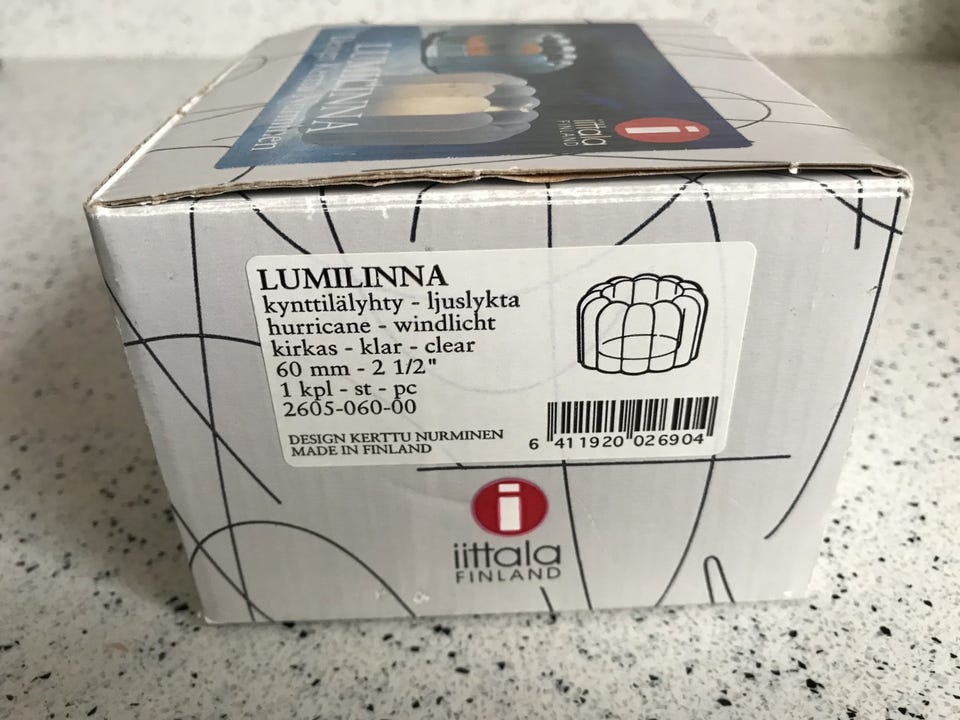 LUMILINNA
iittala
FINLAND
LUMILINNA
kynttilälyhty - ljuslykta
hurricane - windlicht
kirkas - klar - clear
60 mm - 2 1/2"
1 kpl - st - pc
2605-060-00
DESIGN KERTTU NURMINEN
MADE IN FINLAND
6 411920 026904
iittala
FINLAND